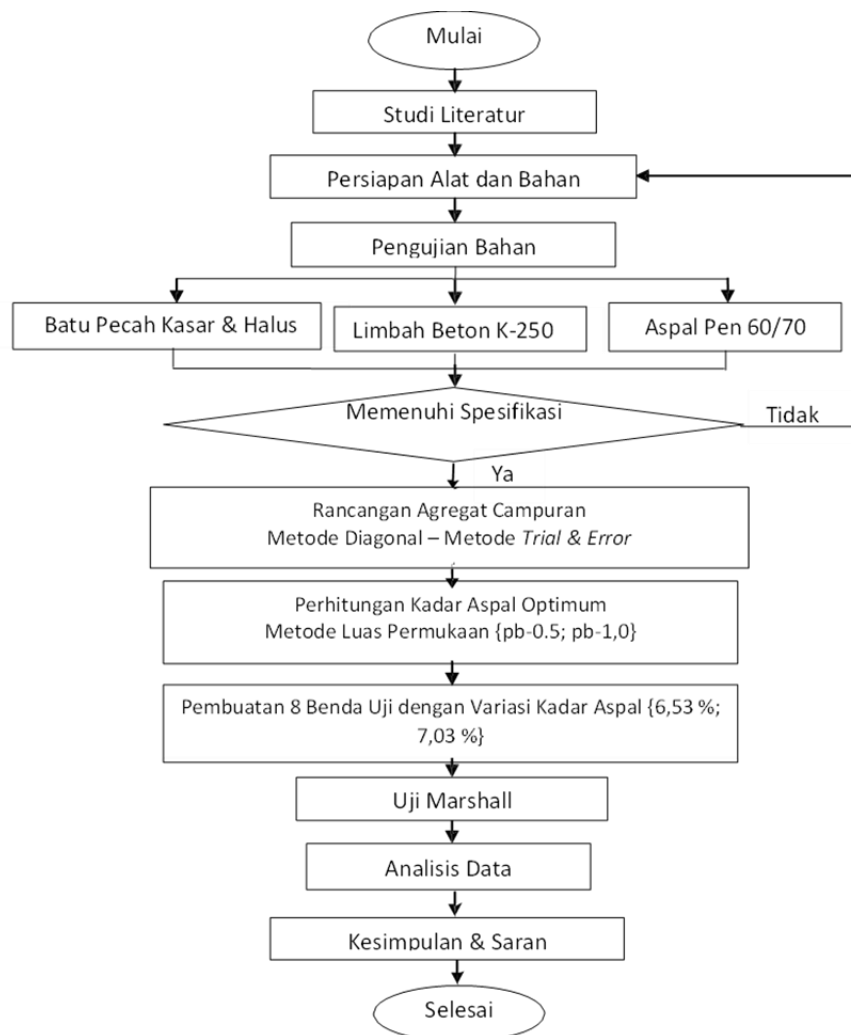 Mulai
Studi Literatur
Persiapan Alat dan Bahan
Pengujian Bahan
Batu Pecah Kasar & Halus
Limbah Beton K-250
Aspal Pen 60/70
Memenuhi Spesifikasi
Tidak
Ya
Rancangan Agregat Campuran
Metode Diagonal – Metode Trial & Error
Perhitungan Kadar Aspal Optimum
Metode Luas Permukaan {pb-0.5; pb-1,0}
Pembuatan 8 Benda Uji dengan Variasi Kadar Aspal {6,53 %;
7,03 %}
Uji Marshall
Analisis Data
Kesimpulan & Saran
Selesai